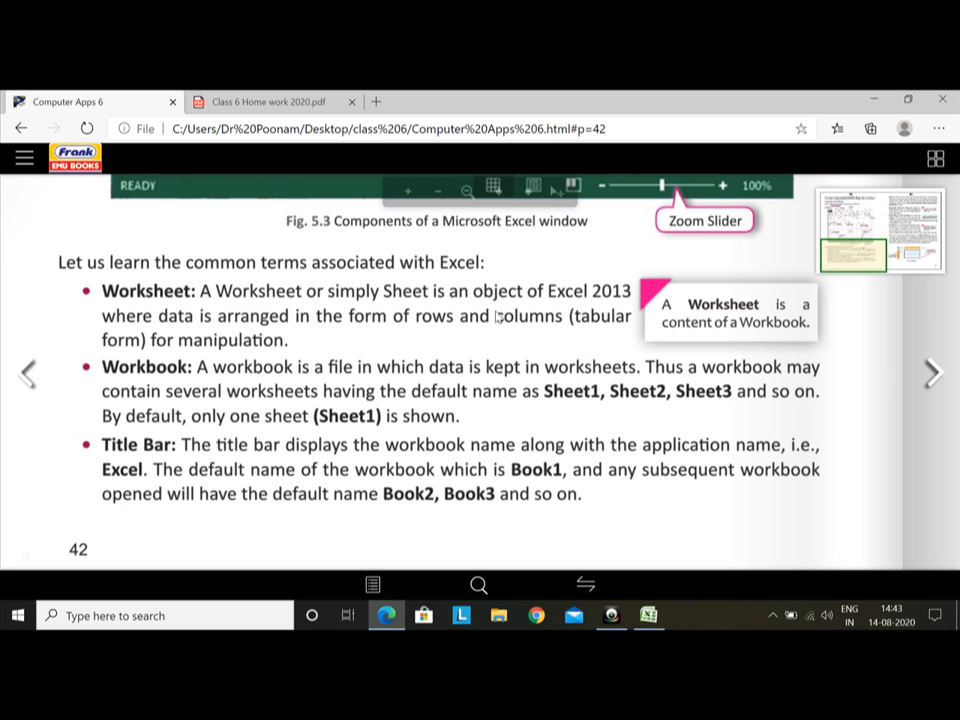 Computer Apps 6
Class 6 Home work 2020.pdf
File | C:/Users/Dr%20Poonam/Desktop/class%206/Computer%20Apps%206.html#p=42
Frank
EMU BOOKS
READY
100%
Fig. 5.3 Components of a Microsoft Excel window
Zoom Slider
Let us learn the common terms associated with Excel:
• Worksheet: A Worksheet or simply Sheet is an object of Excel 2013
where data is arranged in the form of rows and columns (tabular
form) for manipulation.
A Worksheet is a
content of a Workbook.
• Workbook: A workbook is a file in which data is kept in worksheets. Thus a workbook may
contain several worksheets having the default name as Sheet1, Sheet2, Sheet3 and so on.
By default, only one sheet (Sheet1) is shown.
• Title Bar: The title bar displays the workbook name along with the application name, i.e.,
Excel. The default name of the workbook which is Book1, and any subsequent workbook
opened will have the default name Book2, Book3 and so on.
42
Type here to search
ENG
IN
14:43
14-08-2020